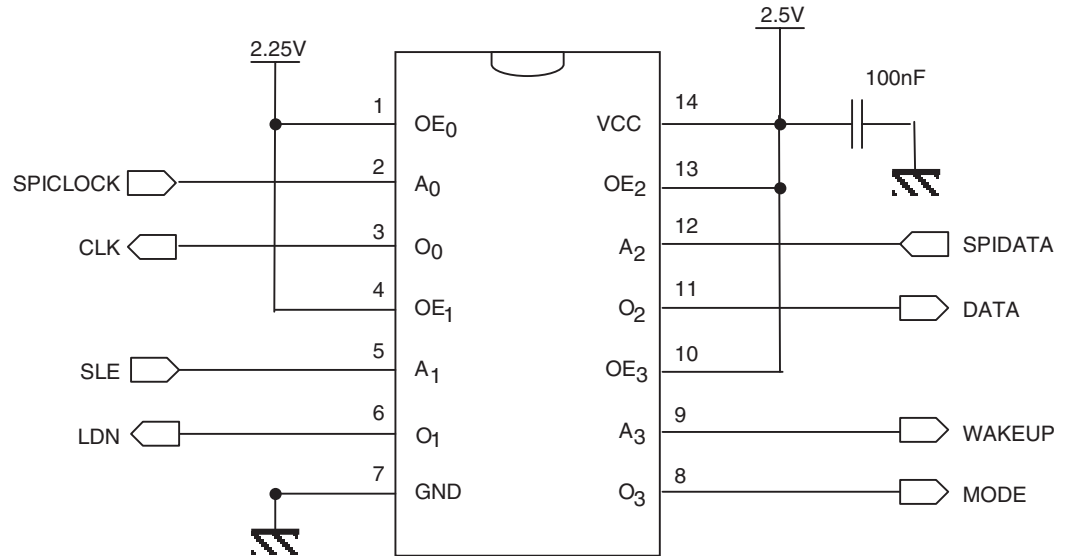 2.5V
2.25V
100nF
1 OE0 VCC 14
SPICLOCK 2 A0 OE2 13
CLK 3 O0 A2 12 SPIDATA
4 OE1 O2 11 DATA
SLE 5 A1 OE3 10
LDN 6 O1 A3 9 WAKEUP
7 GND O3 8 MODE